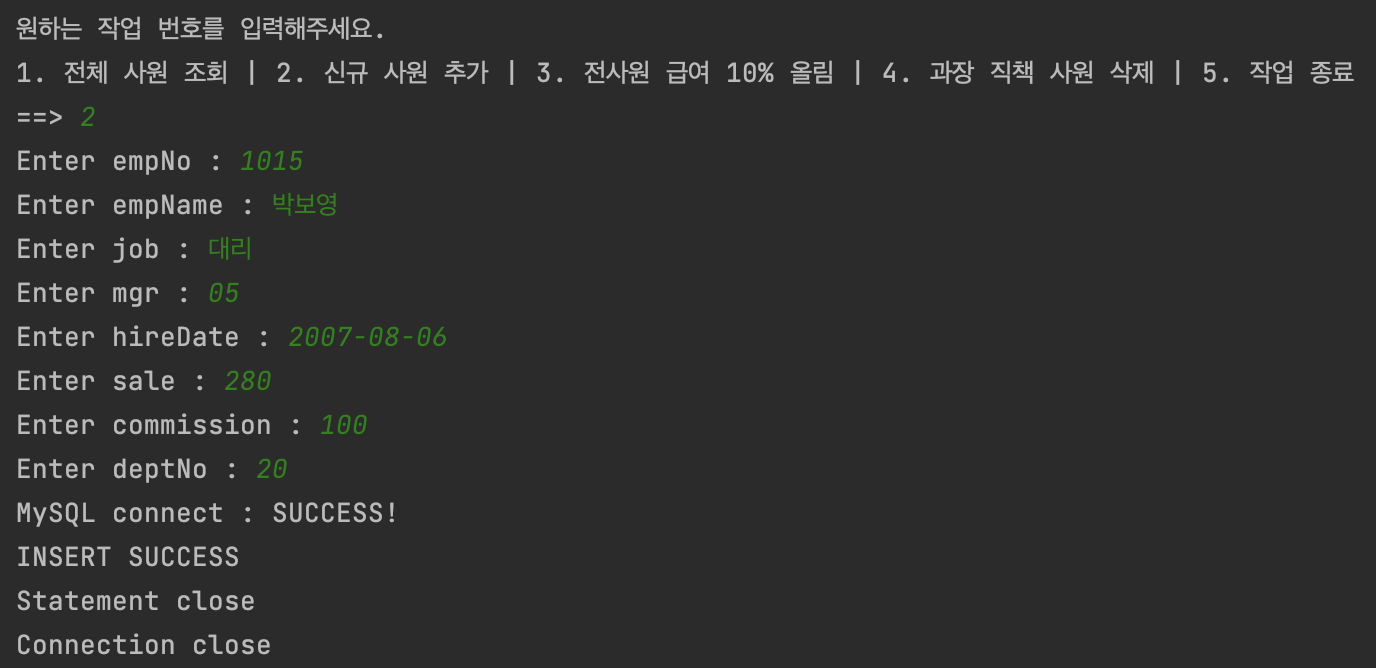 원하는 작업 번호를 입력해주세요.
1. 전체 사원 조회 | 2. 신규 사원 추가 | 3. 전사원 급여 10% 올림 | 4. 과장 직책 사원 삭제 | 5. 작업 종료
==> 2
Enter empNo : 1015
Enter empName : 박보영
Enter job : 대리
Enter mgr : 05
Enter hireDate : 2007-08-06
Enter sale : 280
Enter commission : 100
Enter deptNo : 20
MySQL connect : SUCCESS!
INSERT SUCCESS
Statement close
Connection close